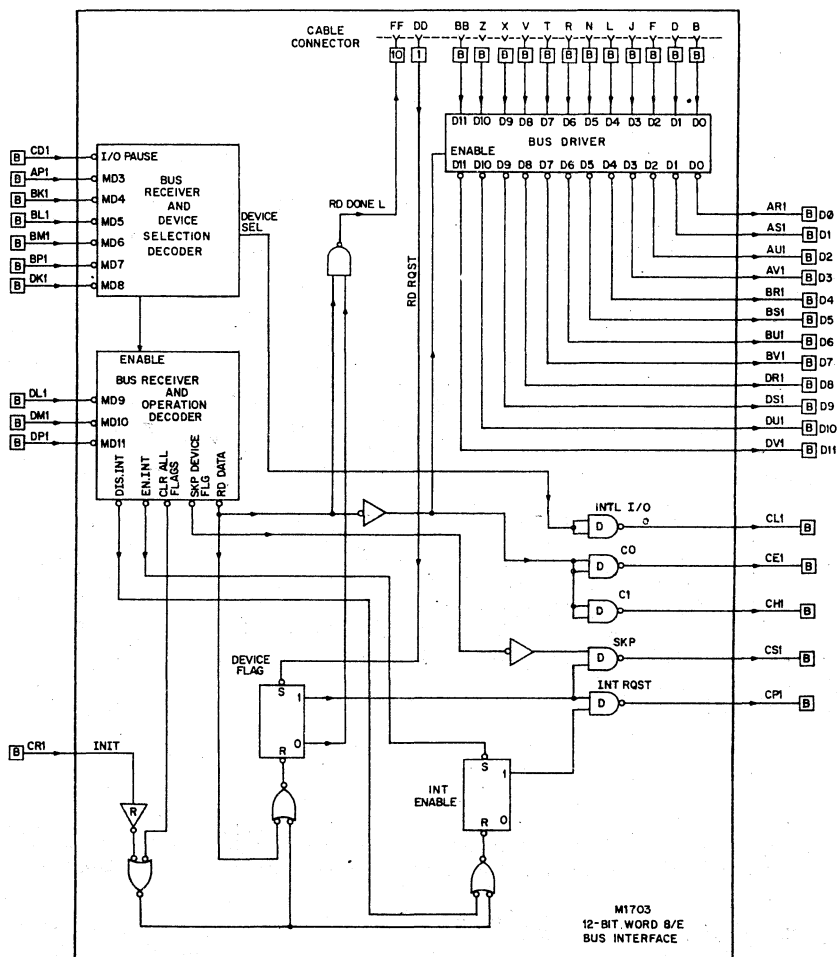 CABLE CONNECTOR
FF DD BB Z X V T R N L J F D B
10 1 B B B B B B B B B B B B
D11 D10 D9 D8 D7 D6 D5 D4 D3 D2 D1 D0
BUS DRIVER
ENABLE
D11 D10 D9 D8 D7 D6 D5 D4 D3 D2 D1 D0
B CD1 I/O PAUSE
B AP1 MD3
B BK1 MD4
B BL1 MD5
B BM1 MD6
B BP1 MD7
B DK1 MD8
BUS RECEIVER AND DEVICE SELECTION DECODER
DEVICE SEL
RD DONE L
RD RQST
AR1 B D0
AS1 B D1
AU1 B D2
AV1 B D3
BR1 B D4
BS1 B D5
BU1 B D6
BV1 B D7
DR1 B D8
DS1 B D9
DU1 B D10
DV1 B D11
ENABLE
BUS RECEIVER AND OPERATION DECODER
B DL1 MD9
B DM1 MD10
B DP1 MD11
DIS.INT
EN.INT
CLR ALL FLAGS
SKP DEVICE FLG
RD DATA
INTL I/O
D CL1 B
C0
D CE1 B
C1
D CH1 B
SKP
D CS1 B
INT RQST
D CP1 B
DEVICE FLAG
S
1
0
R
B CR1 INIT
R
INT ENABLE
S
1
0
R
M1703
12-BIT WORD 8/E
BUS INTERFACE